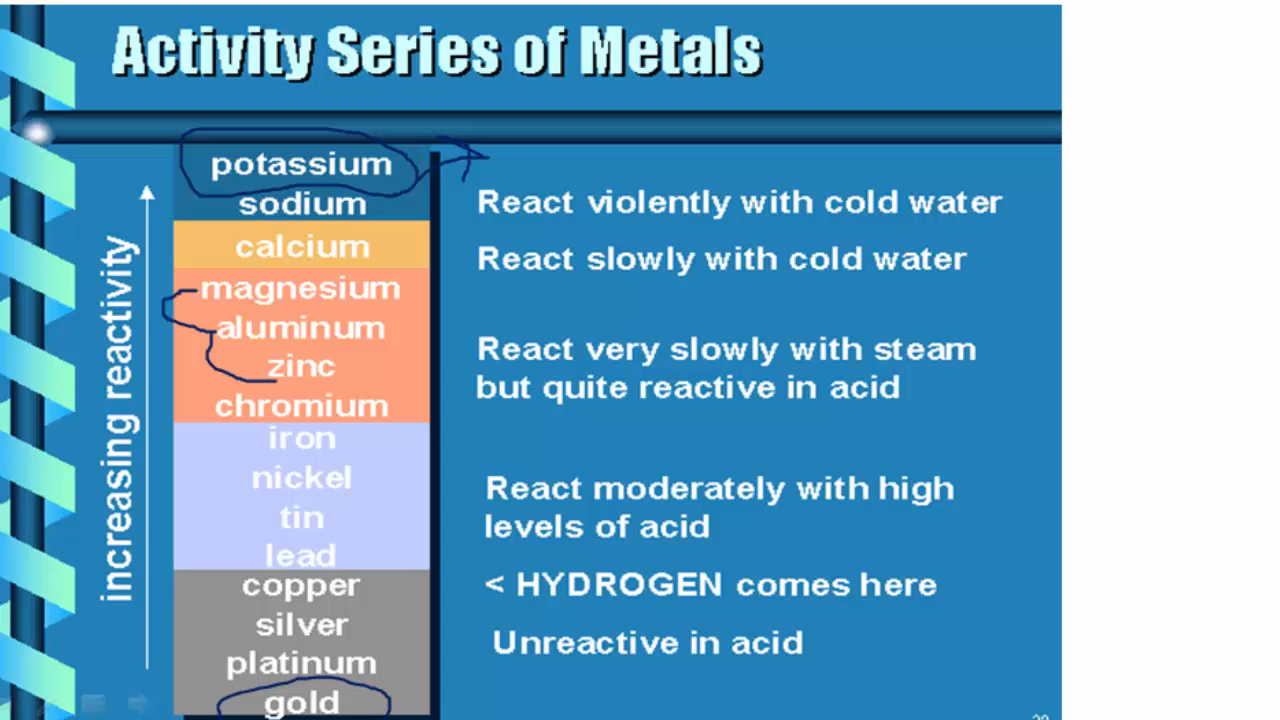 Activity Series of Metals
increasing reactivity
potassium
sodium
calcium
magnesium
aluminum
zinc
chromium
iron
nickel
tin
lead
copper
silver
platinum
gold
React violently with cold water
React slowly with cold water
React very slowly with steam
but quite reactive in acid
React moderately with high
levels of acid
< HYDROGEN comes here
Unreactive in acid